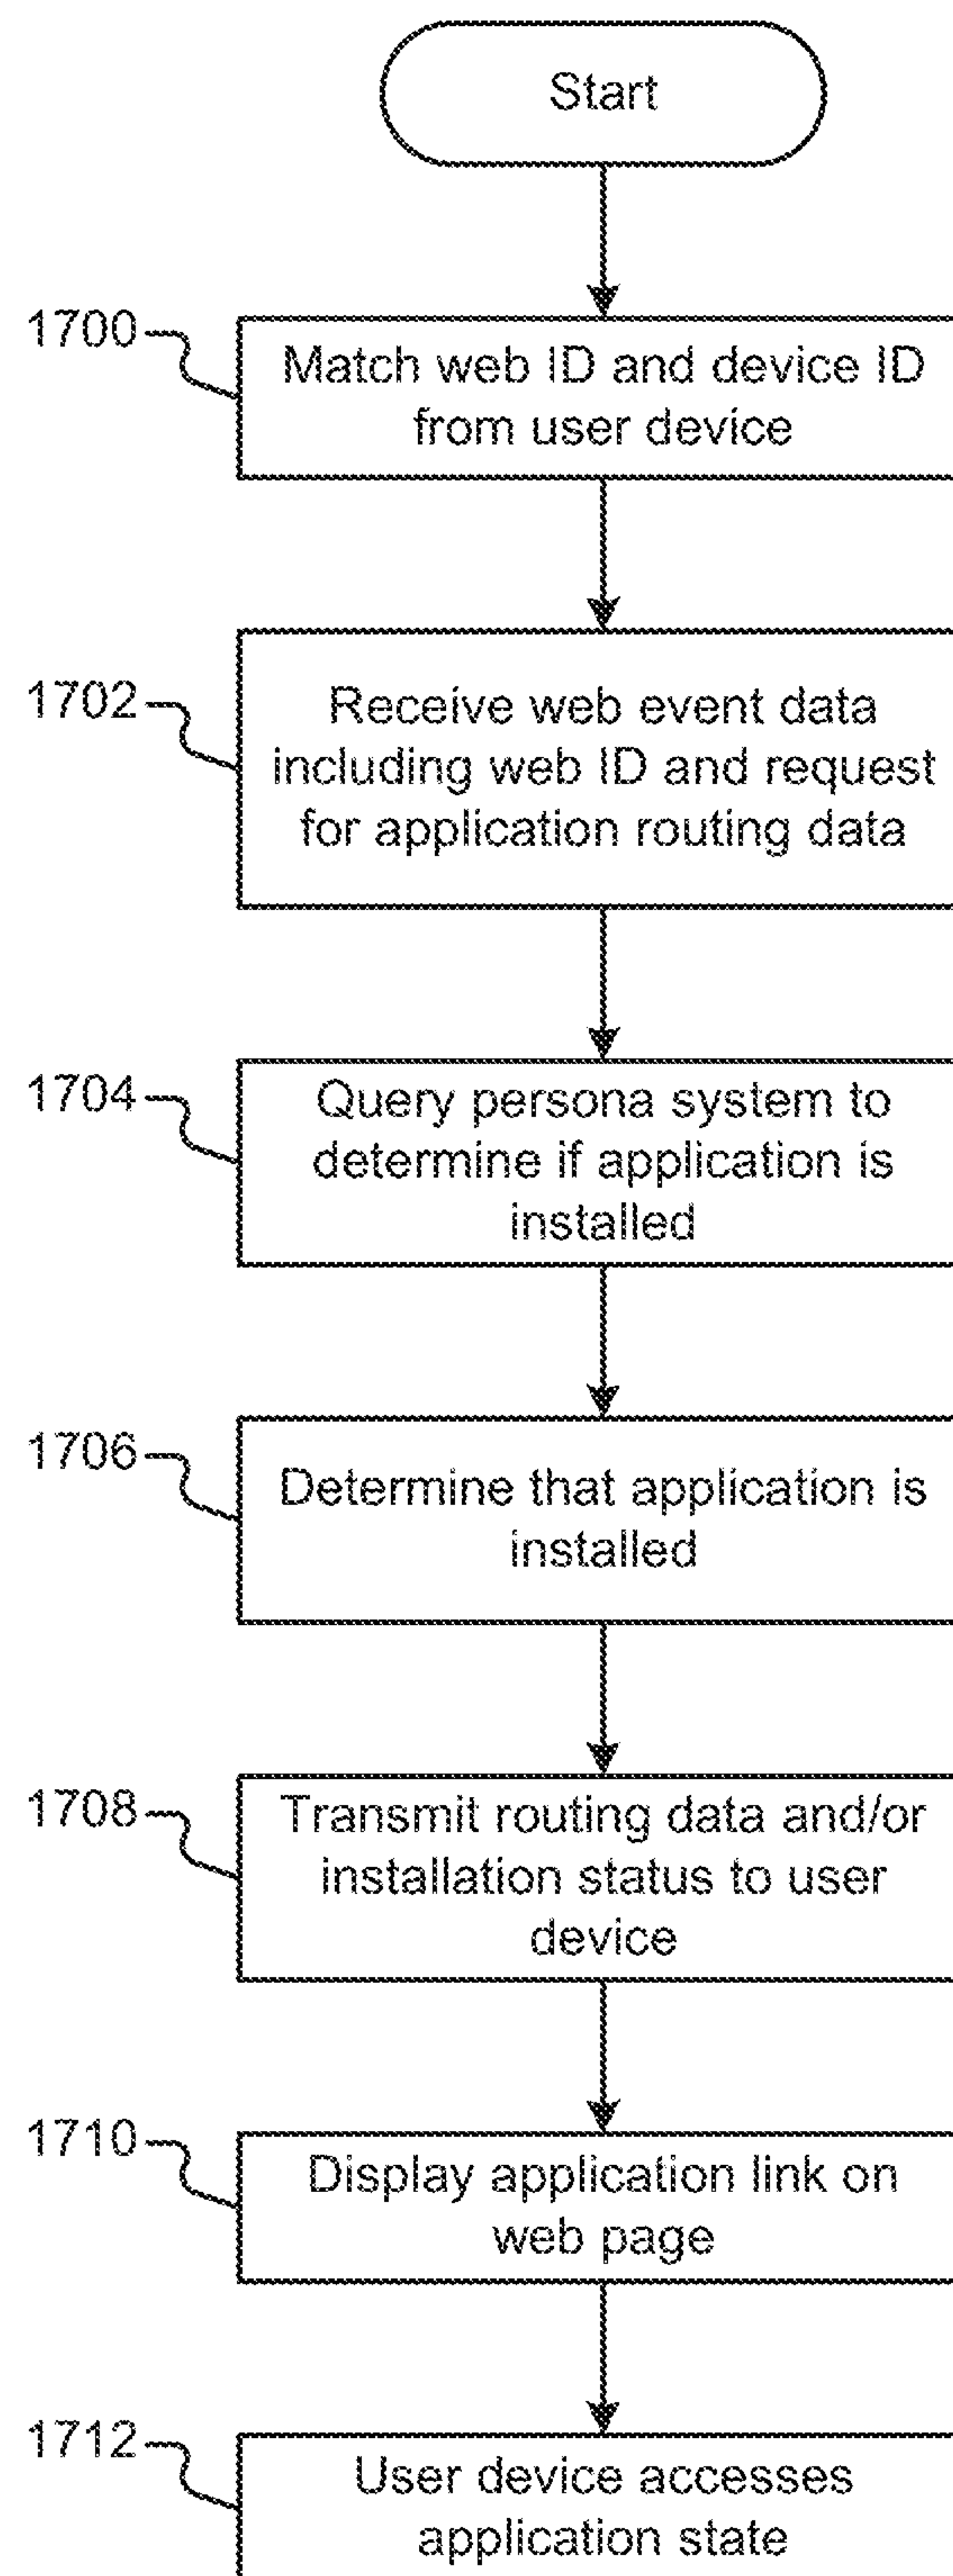 Start
1700
Match web ID and device ID
from user device
1702
Receive web event data
including web ID and request
for application routing data
1704
Query persona system to
determine if application is
installed
1706
Determine that application is
installed
1708
Transmit routing data and/or
installation status to user
device
1710
Display application link on
web page
1712
User device accesses
application state